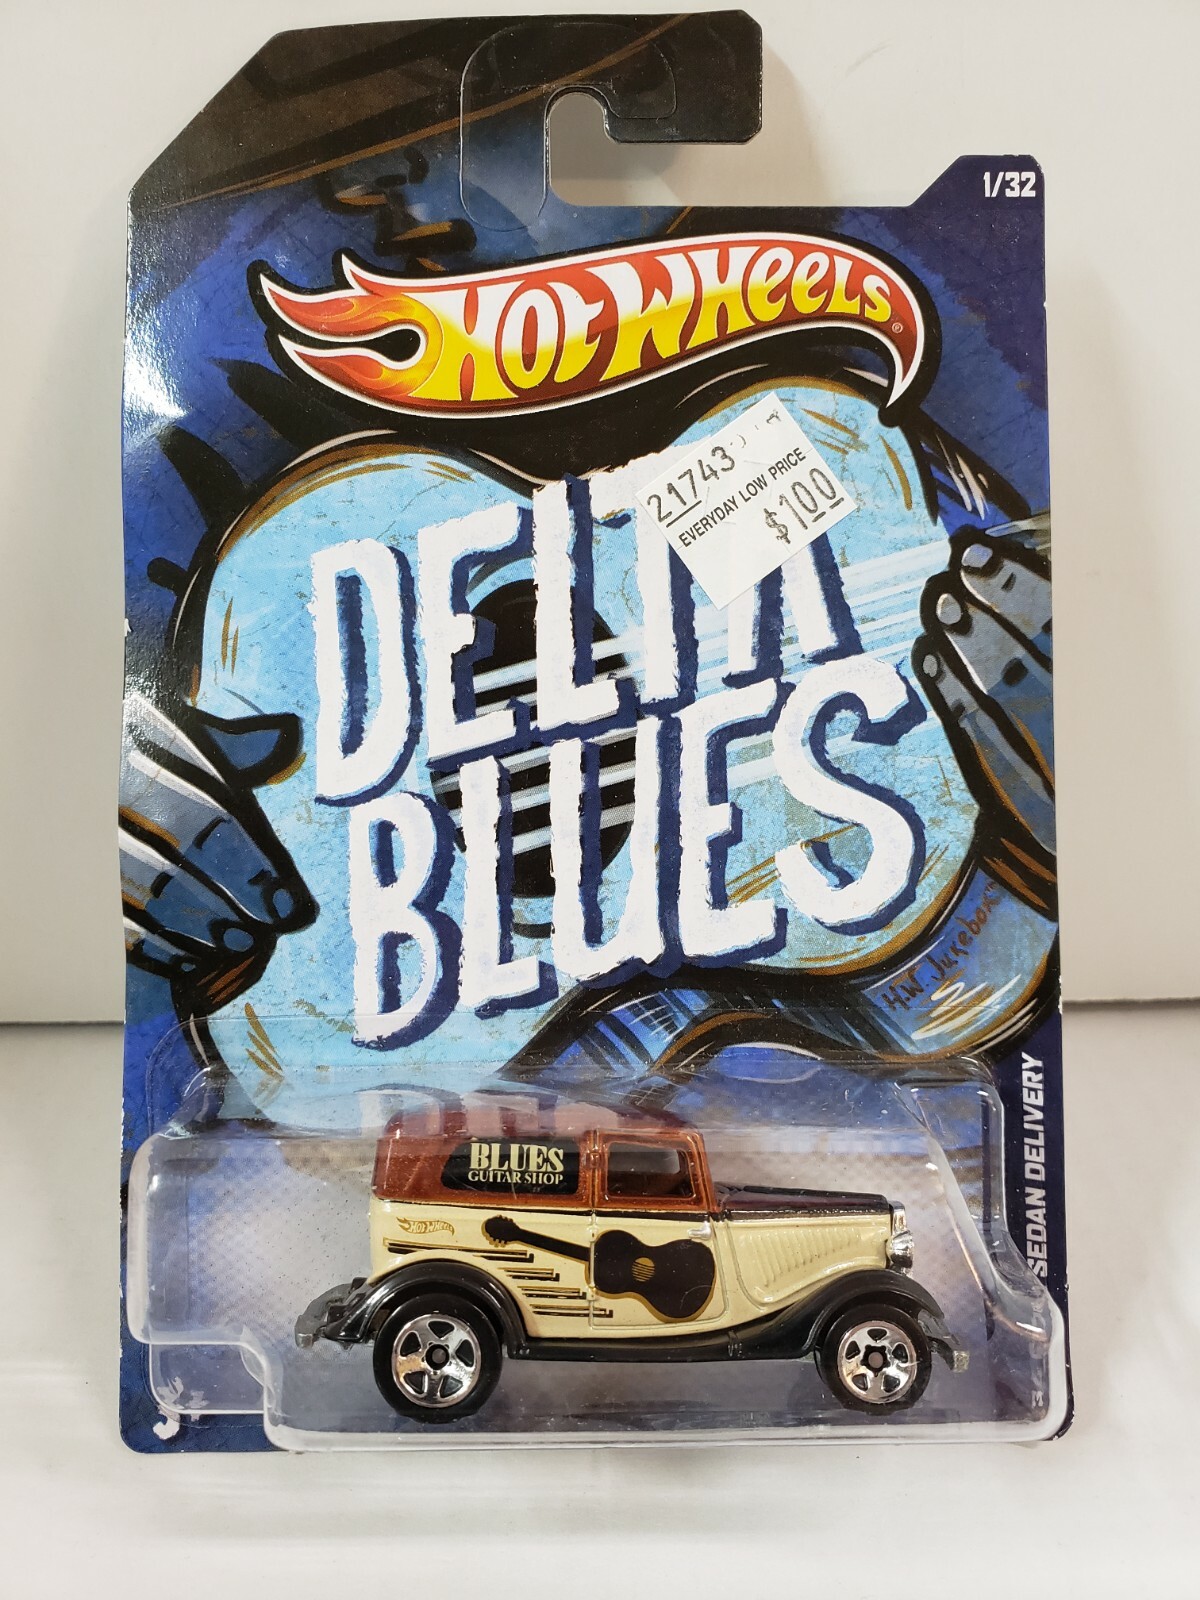 1/32
HOT WHEELS®
21743
EVERYDAY LOW PRICE
$1.00
DELTA
BLUES
H.W. Jukebox™
SEDAN DELIVERY
BLUES
GUITAR SHOP
HOT WHEELS